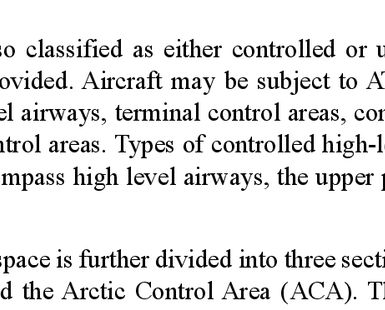 so classified as either controlled or u
ovided. Aircraft may be subject to A
el airways, terminal control areas, con
ntrol areas. Types of controlled high-l
mpass high level airways, the upper p
space is further divided into three secti
d the Arctic Control Area (ACA). Th